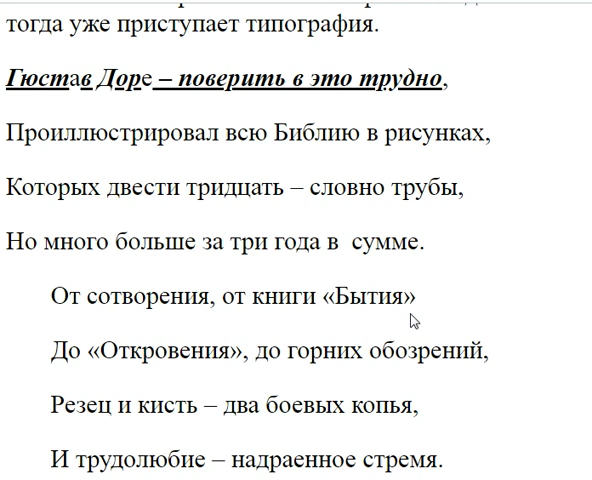 тогда уже приступает типография.
Гюстав Доре – поверить в это трудно,
Проиллюстрировал всю Библию в рисунках,
Которых двести тридцать – словно трубы,
Но много больше за три года в  сумме.
От сотворения, от книги «Бытия»
До «Откровения», до горних обозрений,
Резец и кисть – два боевых копья,
И трудолюбие – надраенное стремя.